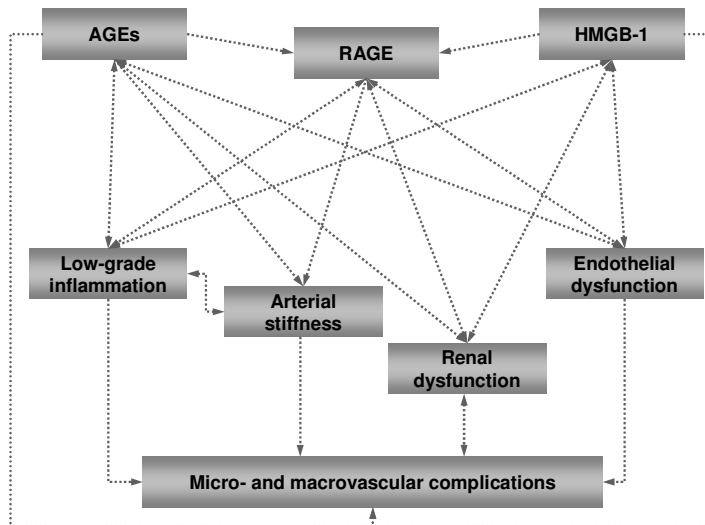 AGEs
RAGE
HMGB-1
Low-grade
inflammation
Arterial
stiffness
Renal
dysfunction
Endothelial
dysfunction
Micro- and macrovascular complications